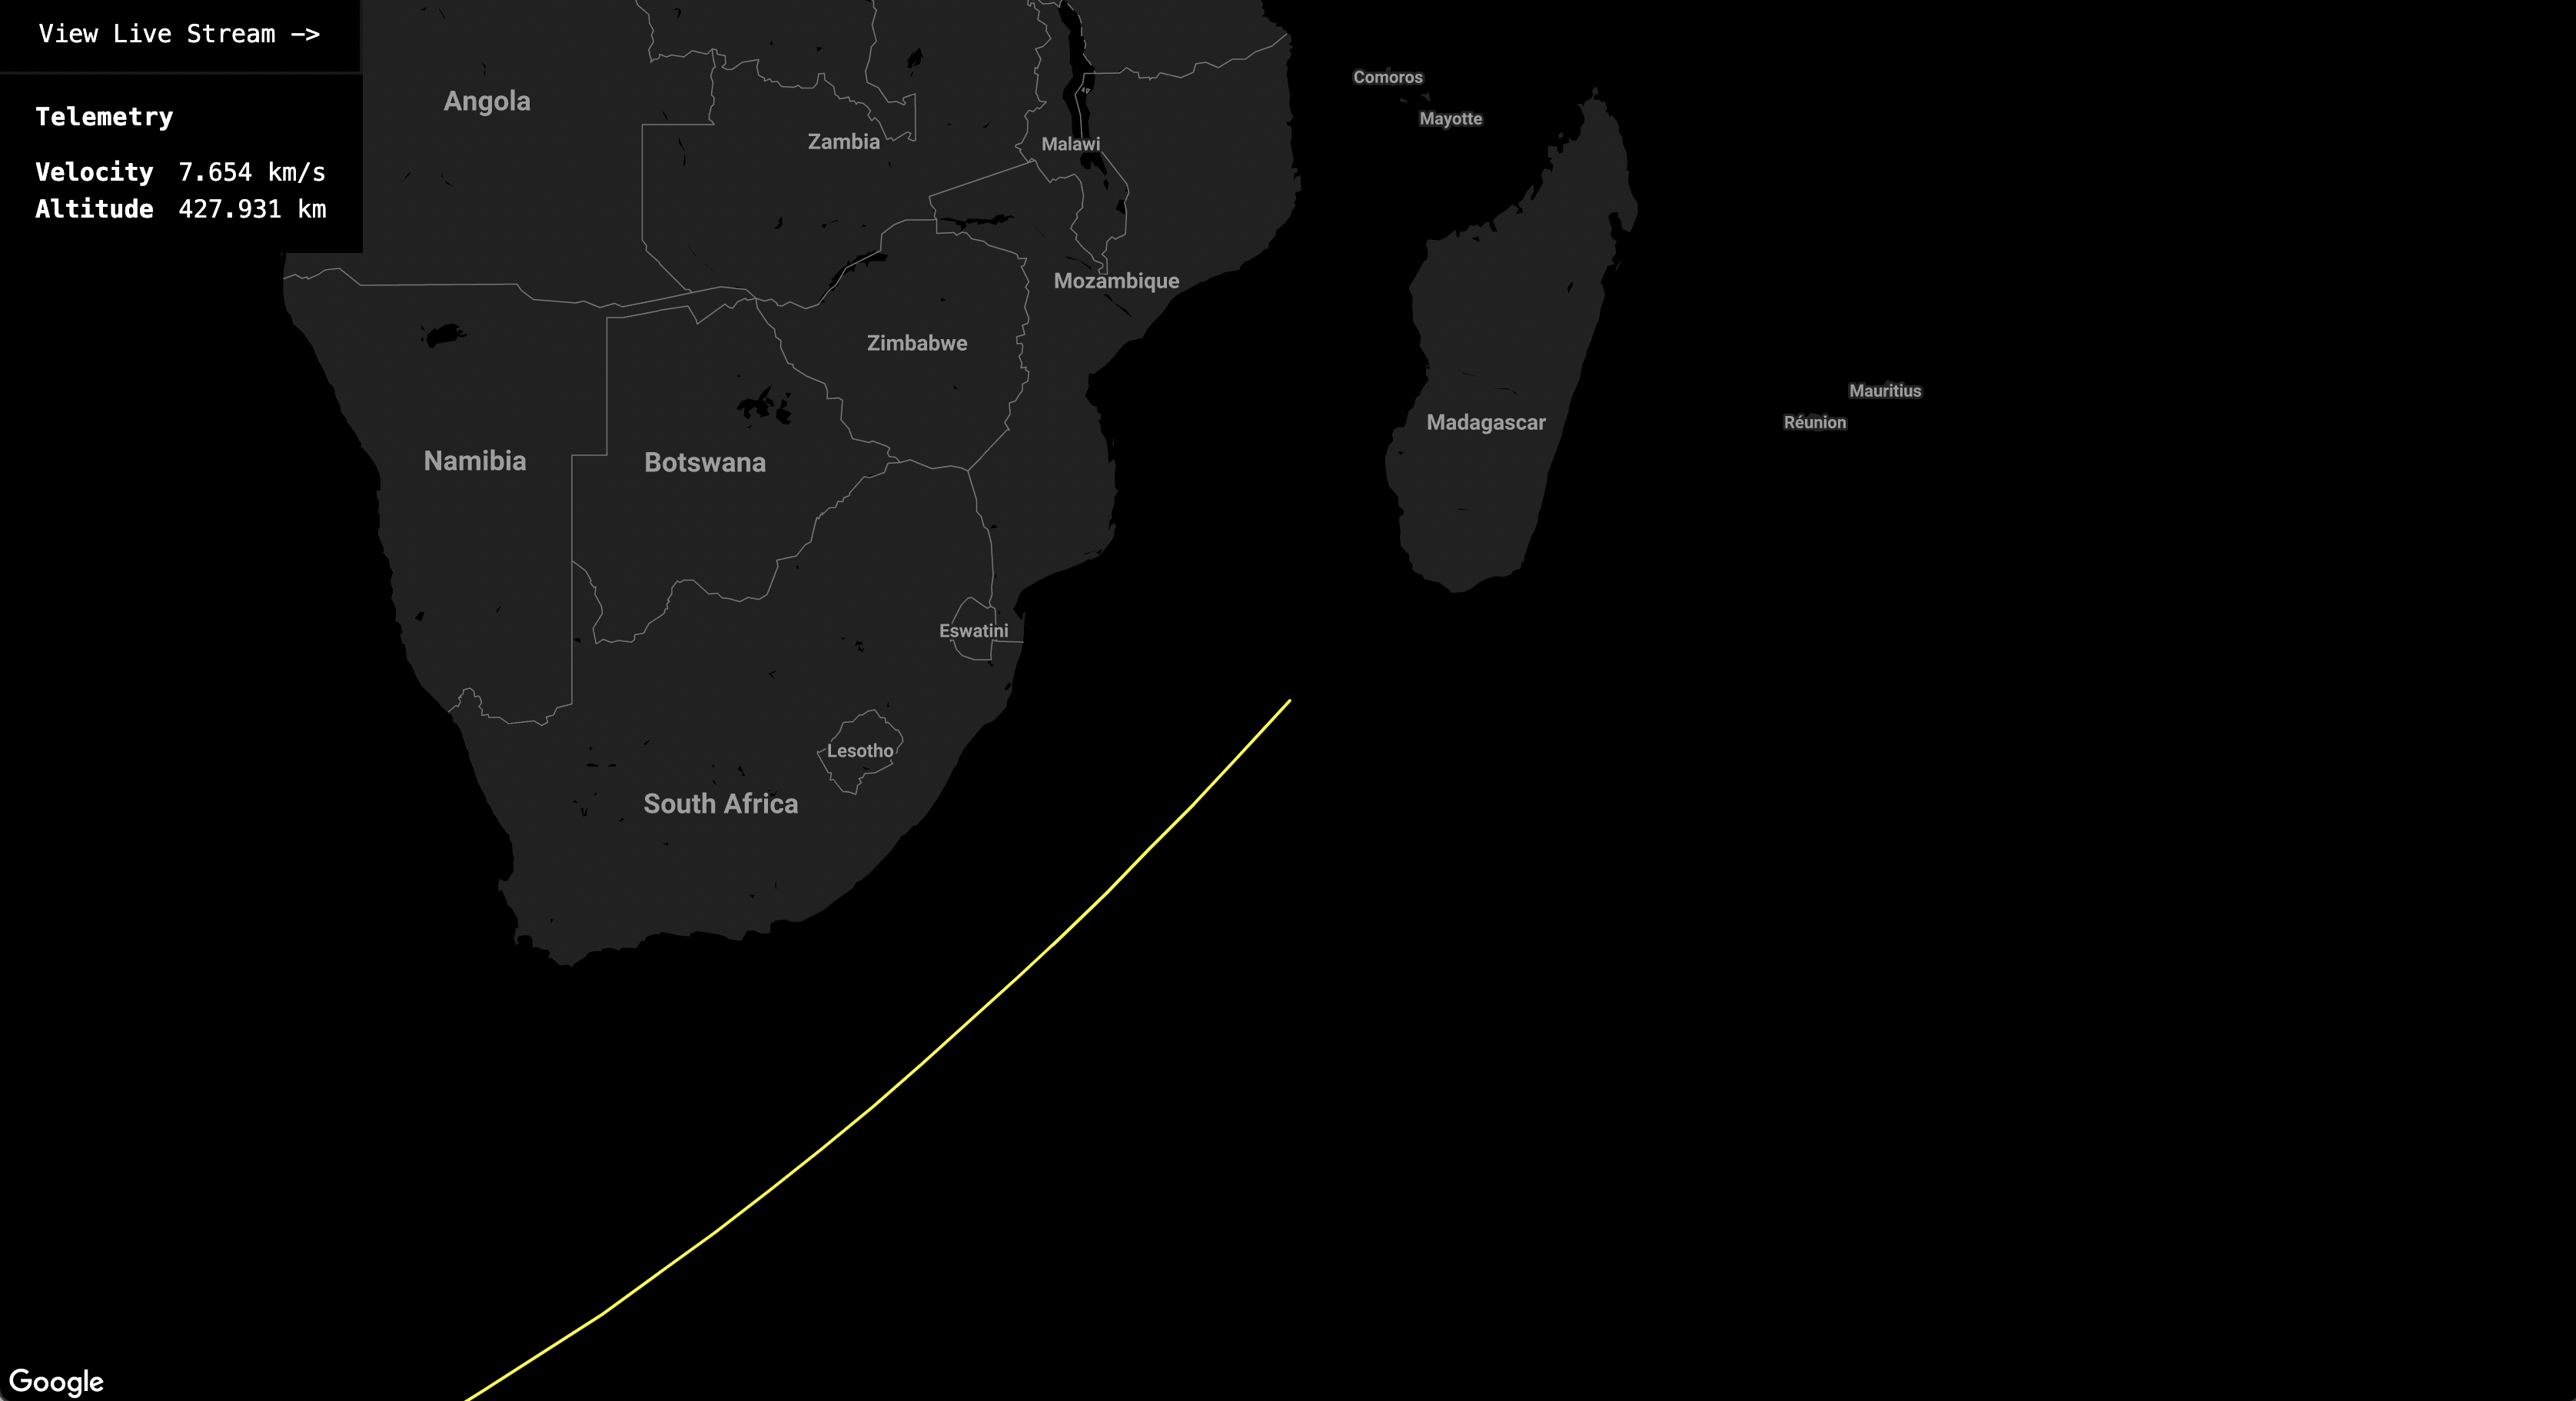 View Live Stream —>
Telemetry
Velocity 7.654 km/s
Altitude 427.931 km
Comoros
Mayotte
Angola
Zambia
Malawi
Mozambique
Zimbabwe
Mauritius
Réunion
Madagascar
Namibia
Botswana
Eswatini
Lesotho
South Africa
Google